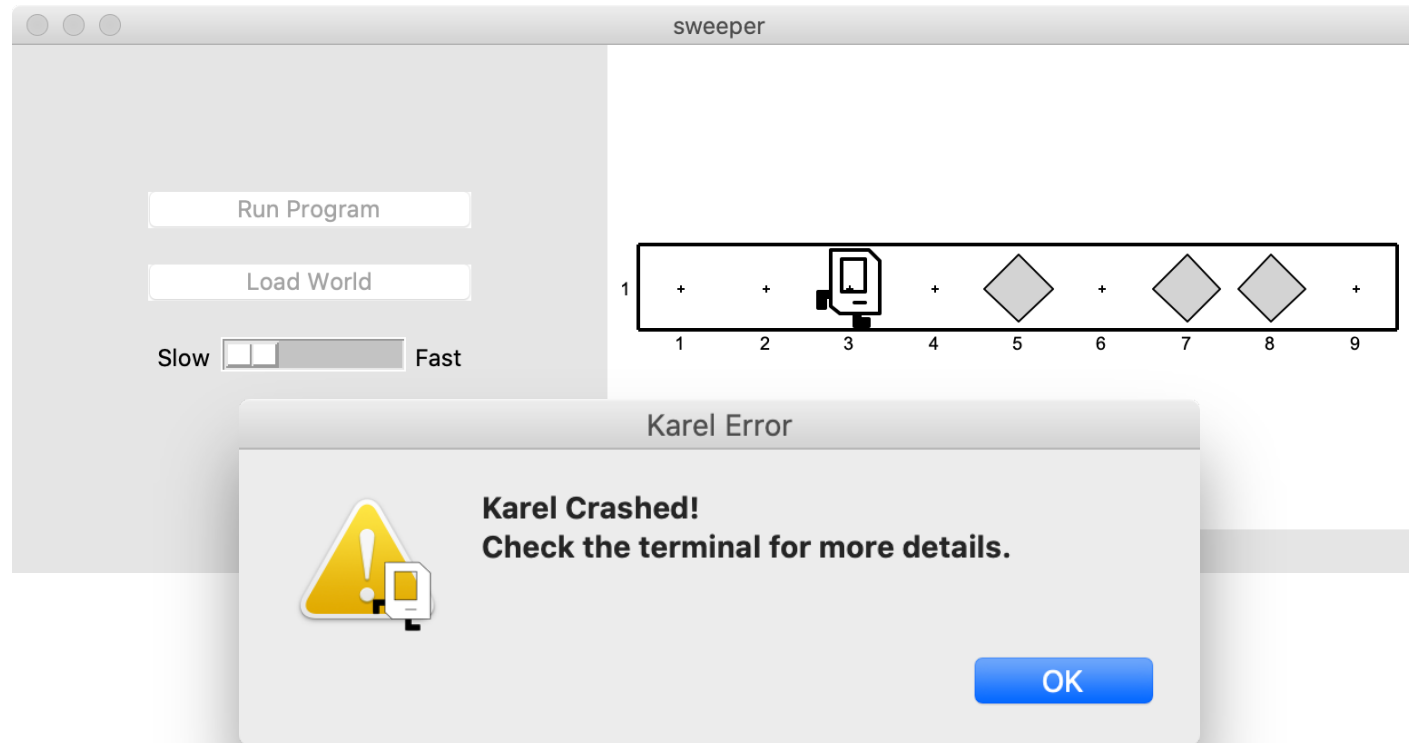 sweeper
Run Program
Load World
Slow Fast
1
1 2 3 4 5 6 7 8 9
Karel Error
Karel Crashed!
Check the terminal for more details.
OK